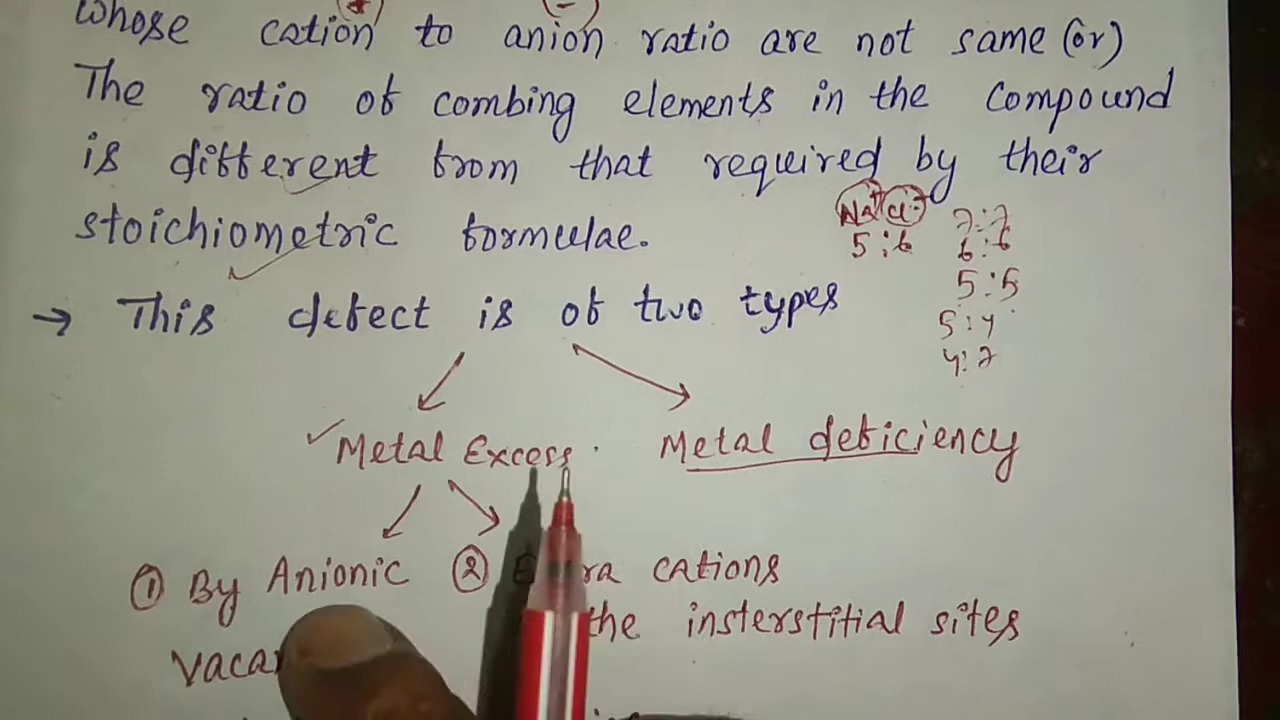 whose cation to anion ratio are not same (or)
(+) (-)
The ratio of combing elements in the compound
is different from that required by their
stoichiometric formulae.
Na⁺ Cl⁻
5:6
7:7
6:6
5:5
5:4
4:7
→ This defect is of two types
✓ Metal Excess. Metal deficiency
① By Anionic ② cations
the insterstitial sites